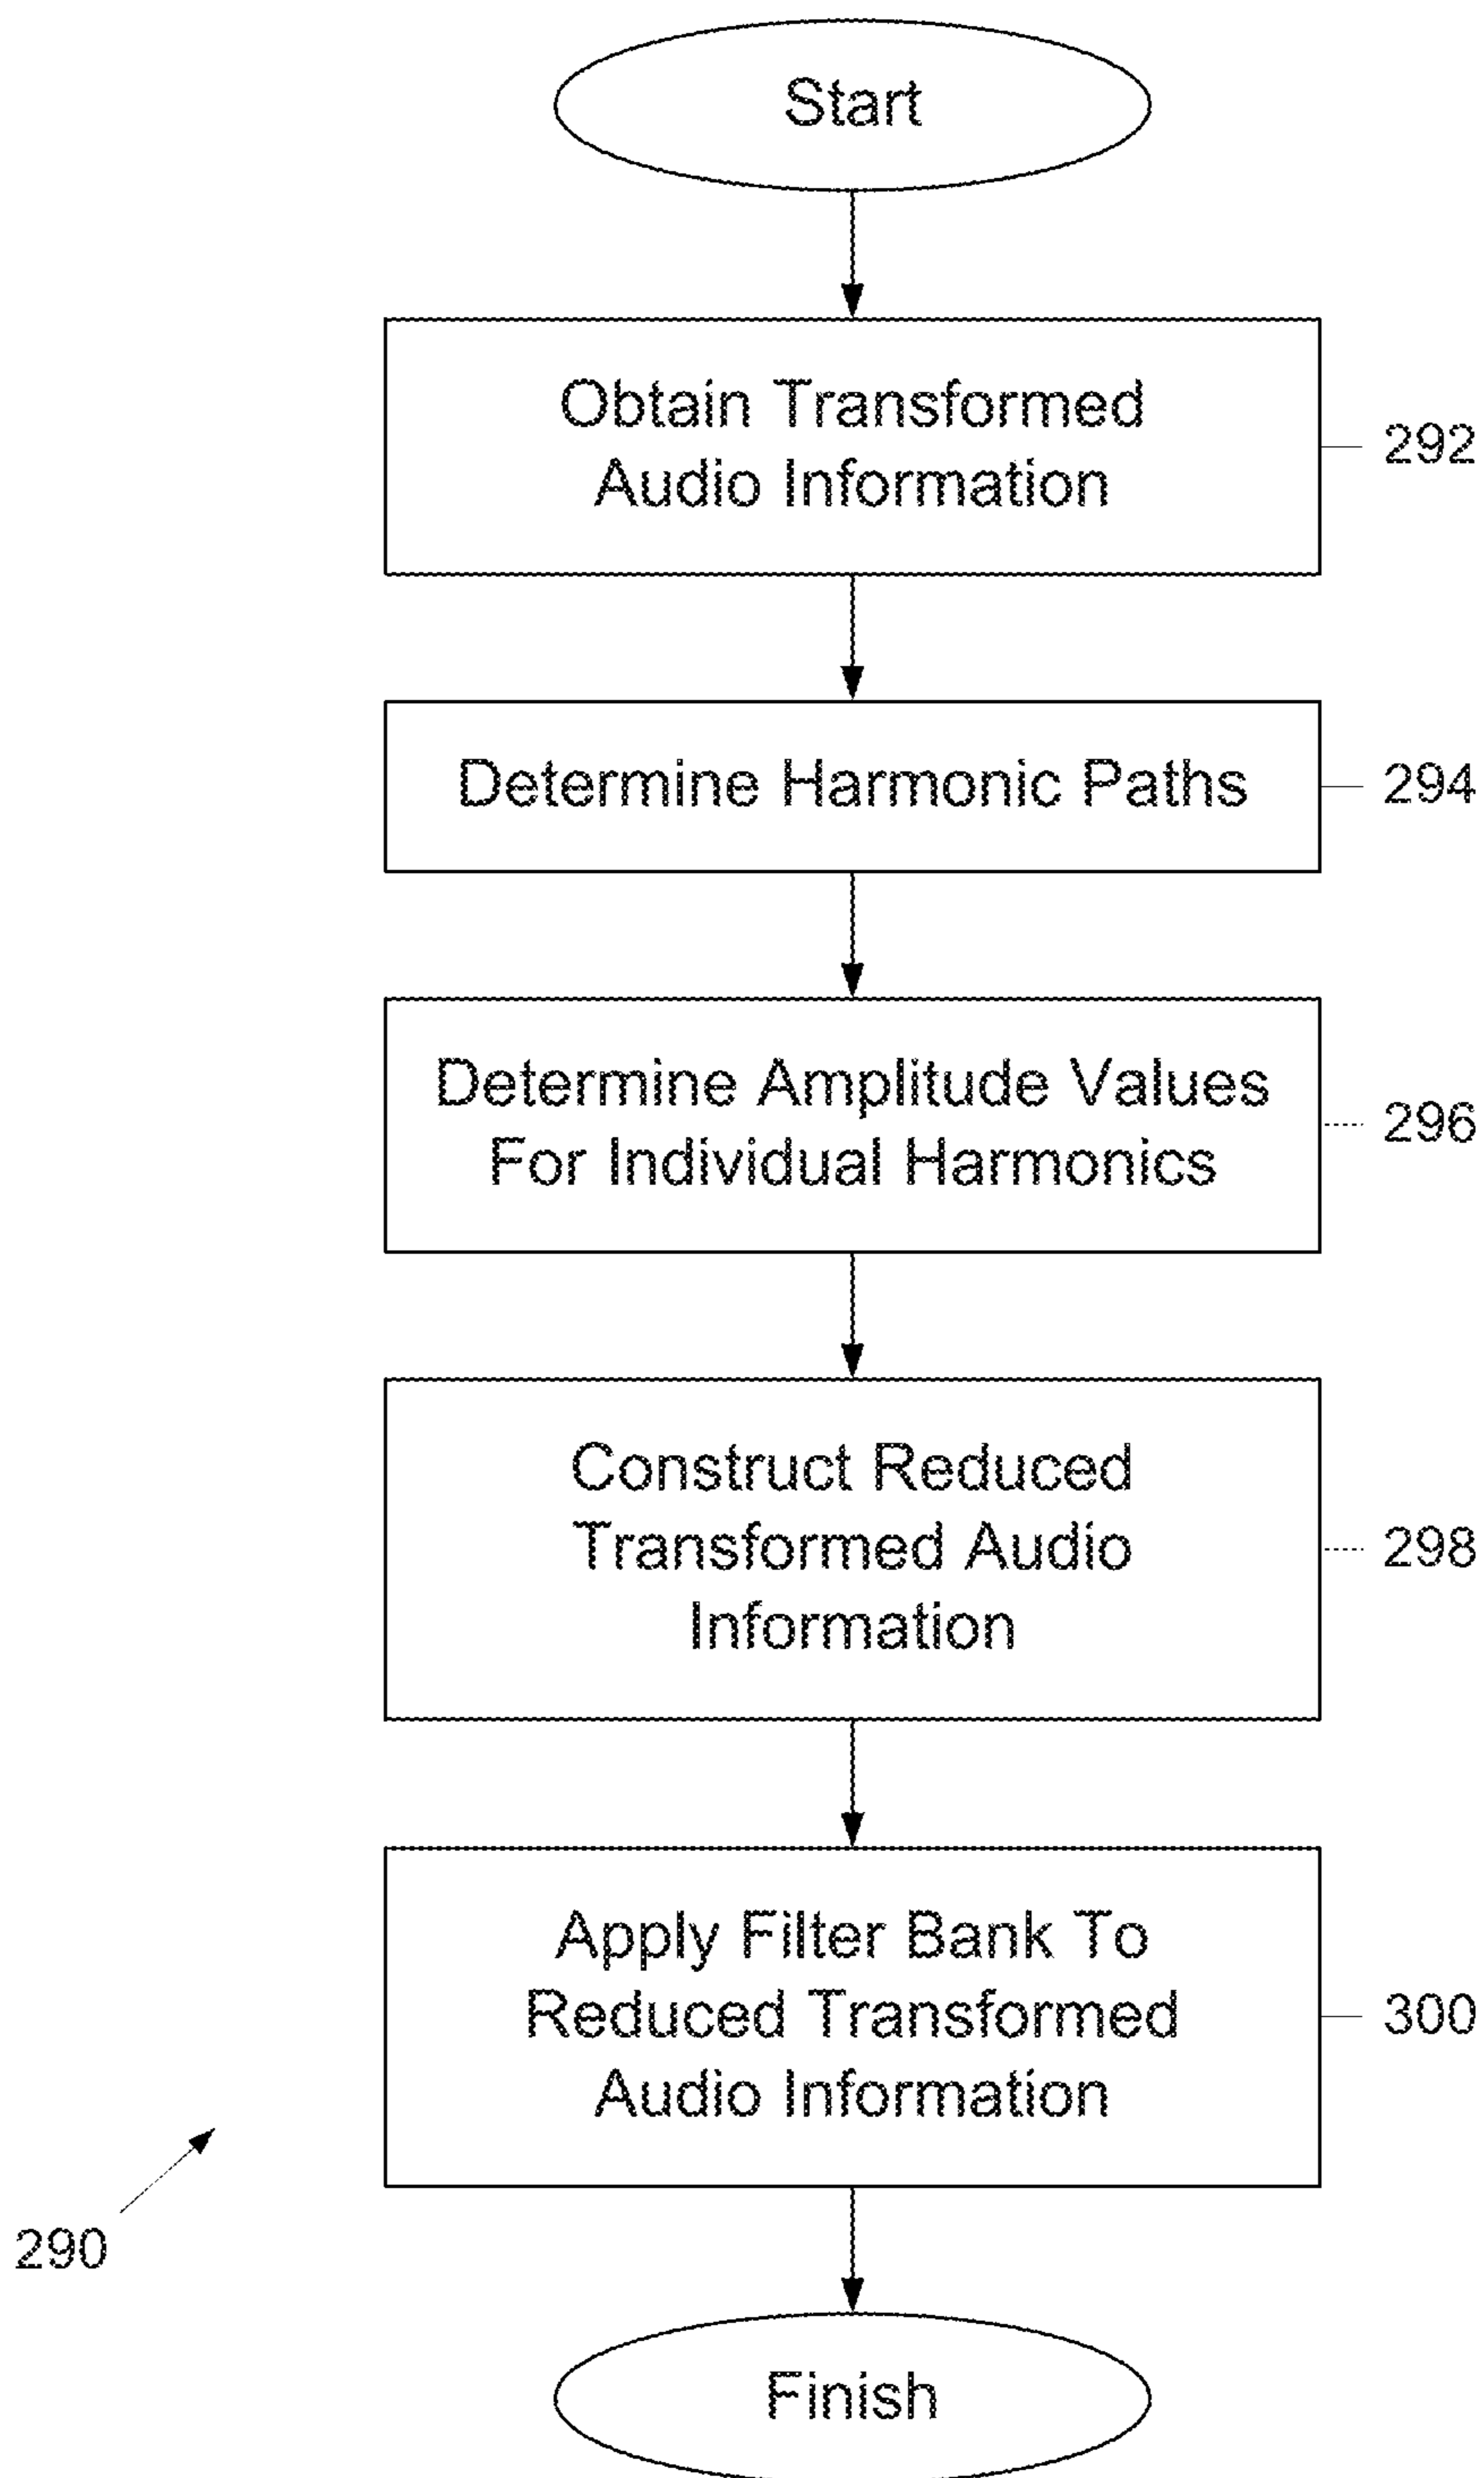 Start
Obtain Transformed
Audio Information
292
Determine Harmonic Paths
294
Determine Amplitude Values
For Individual Harmonics
296
Construct Reduced
Transformed Audio
Information
298
Apply Filter Bank To
Reduced Transformed
Audio Information
300
290
Finish